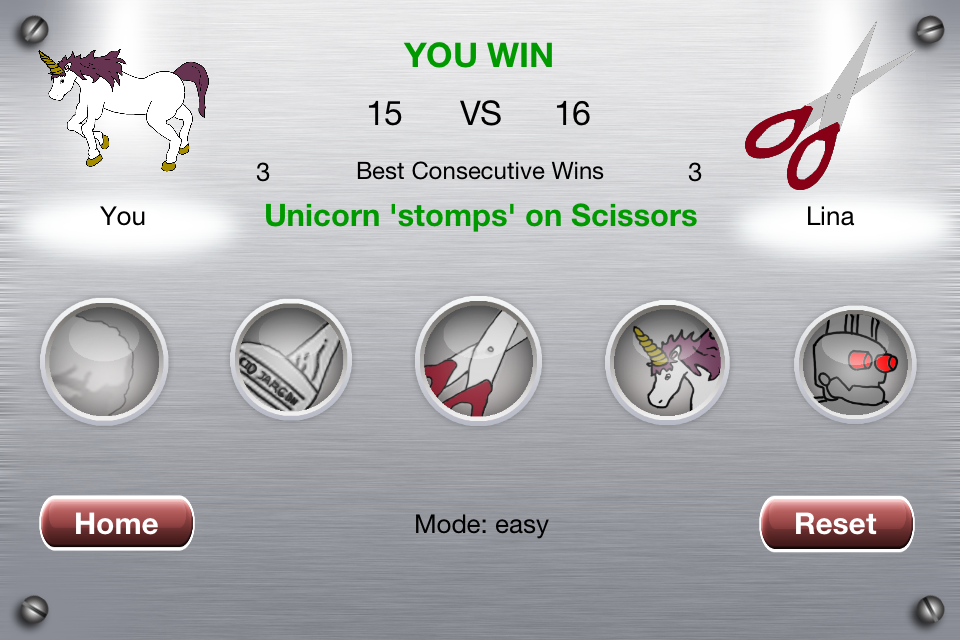 YOU WIN
15 VS 16
3 Best Consecutive Wins 3
You Unicorn 'stomps' on Scissors Lina
Home Mode: easy Reset